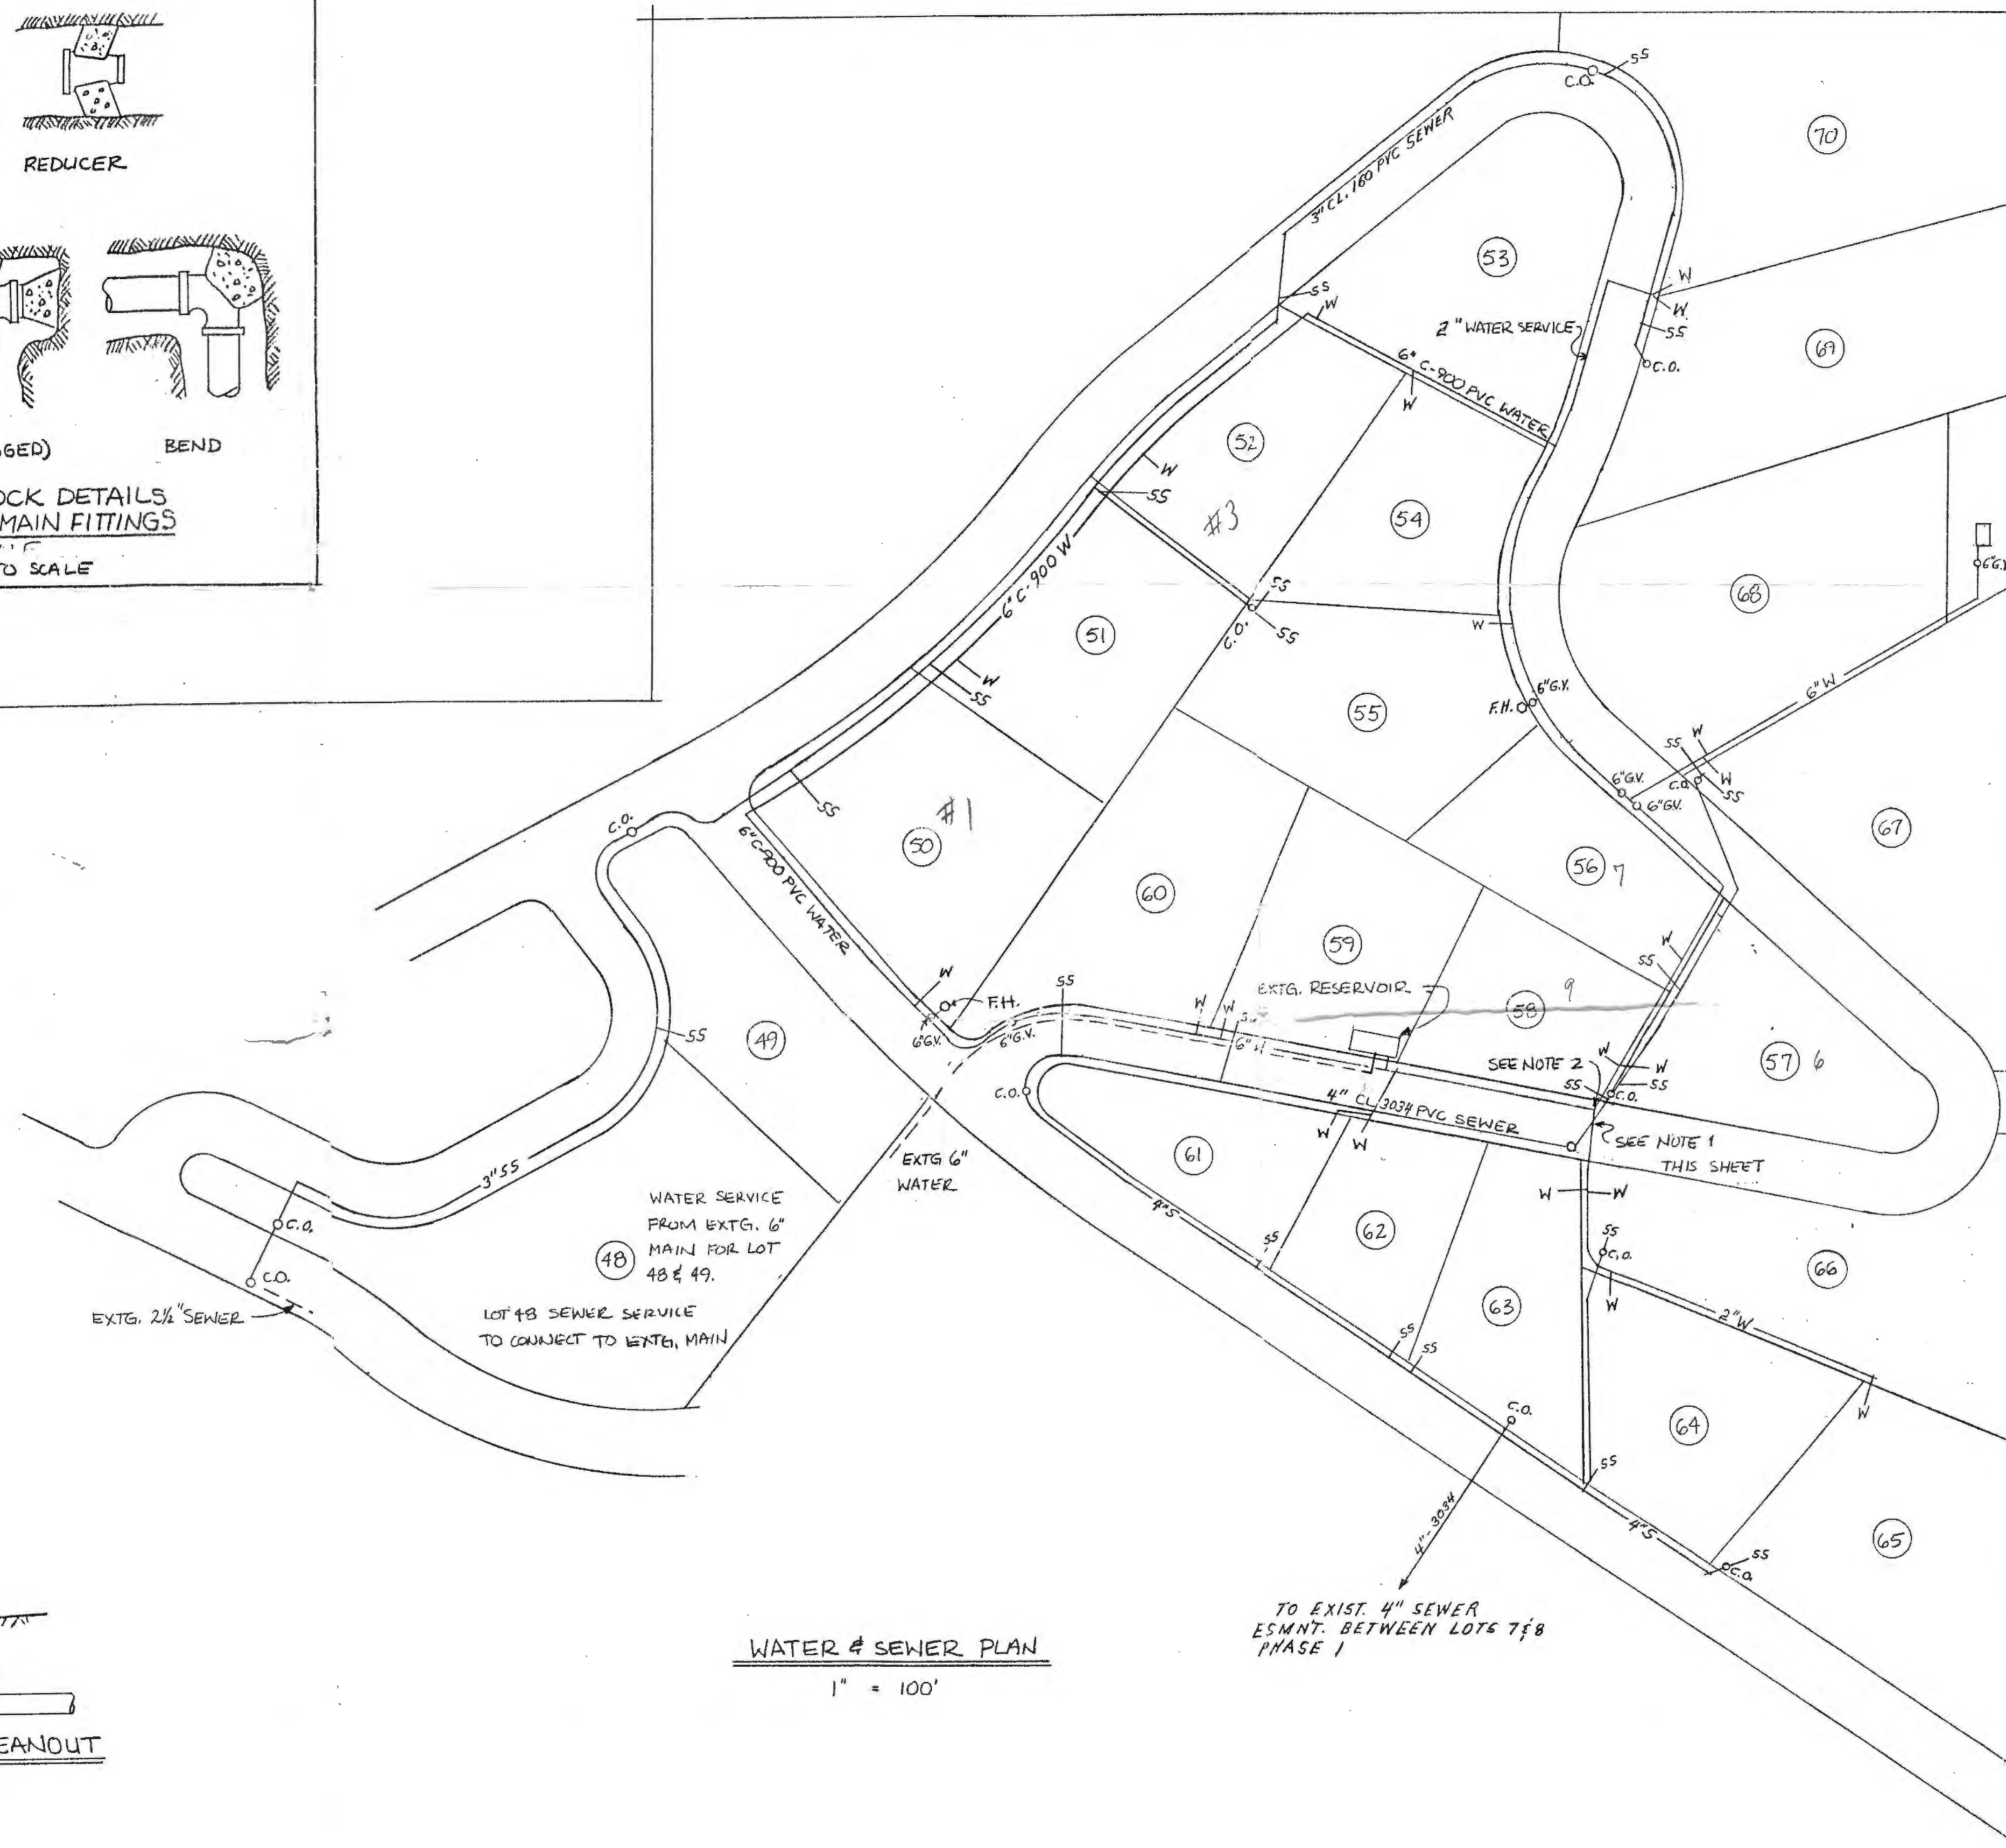 REDUCER
BEND
DETAILS
MAIN FITTINGS
SCALE
C.O.
SS
3" CL. 160 PVC SEWER
70
53
W
W
SS
C.O.
SS
W
2" WATER SERVICE
6" C-900 PVC WATER
W
69
52
W
SS
#3
54
6" C-900 W
68
51
SS
C.O.
SS
W
W
SS
6" G.V.
F.H.
55
6" W
SS
W
W
SS
C.O.
6" G.V.
6" G.V.
SS
#1
50
C.O.
6" C-900 PVC WATER
67
56 7
60
59
W
SS
9
58
EXTG. RESERVOIR
W
F.H.
6" G.V.
6" G.V.
SS
W
W
6" W
49
SS
SEE NOTE 2
W
W
SS
SS
C.O.
57 6
C.O.
4" CL 3034 PVC SEWER
W
W
SEE NOTE 1
THIS SHEET
61
EXTG 6"
WATER
3" SS
W
W
WATER SERVICE
FROM EXTG. 6"
MAIN FOR LOT
48 & 49.
48
4" S
SS
62
SS
C.O.
66
C.O.
C.O.
EXTG. 2½" SEWER
LOT 48 SEWER SERVICE
TO CONNECT TO EXTG. MAIN
63
W
2" W
SS
SS
W
C.O.
64
SS
4"-3034
4" S
65
SS
C.O.
TO EXIST. 4" SEWER
ESMN'T. BETWEEN LOTS 7 & 8
PHASE 1
WATER & SEWER PLAN
1" = 100'